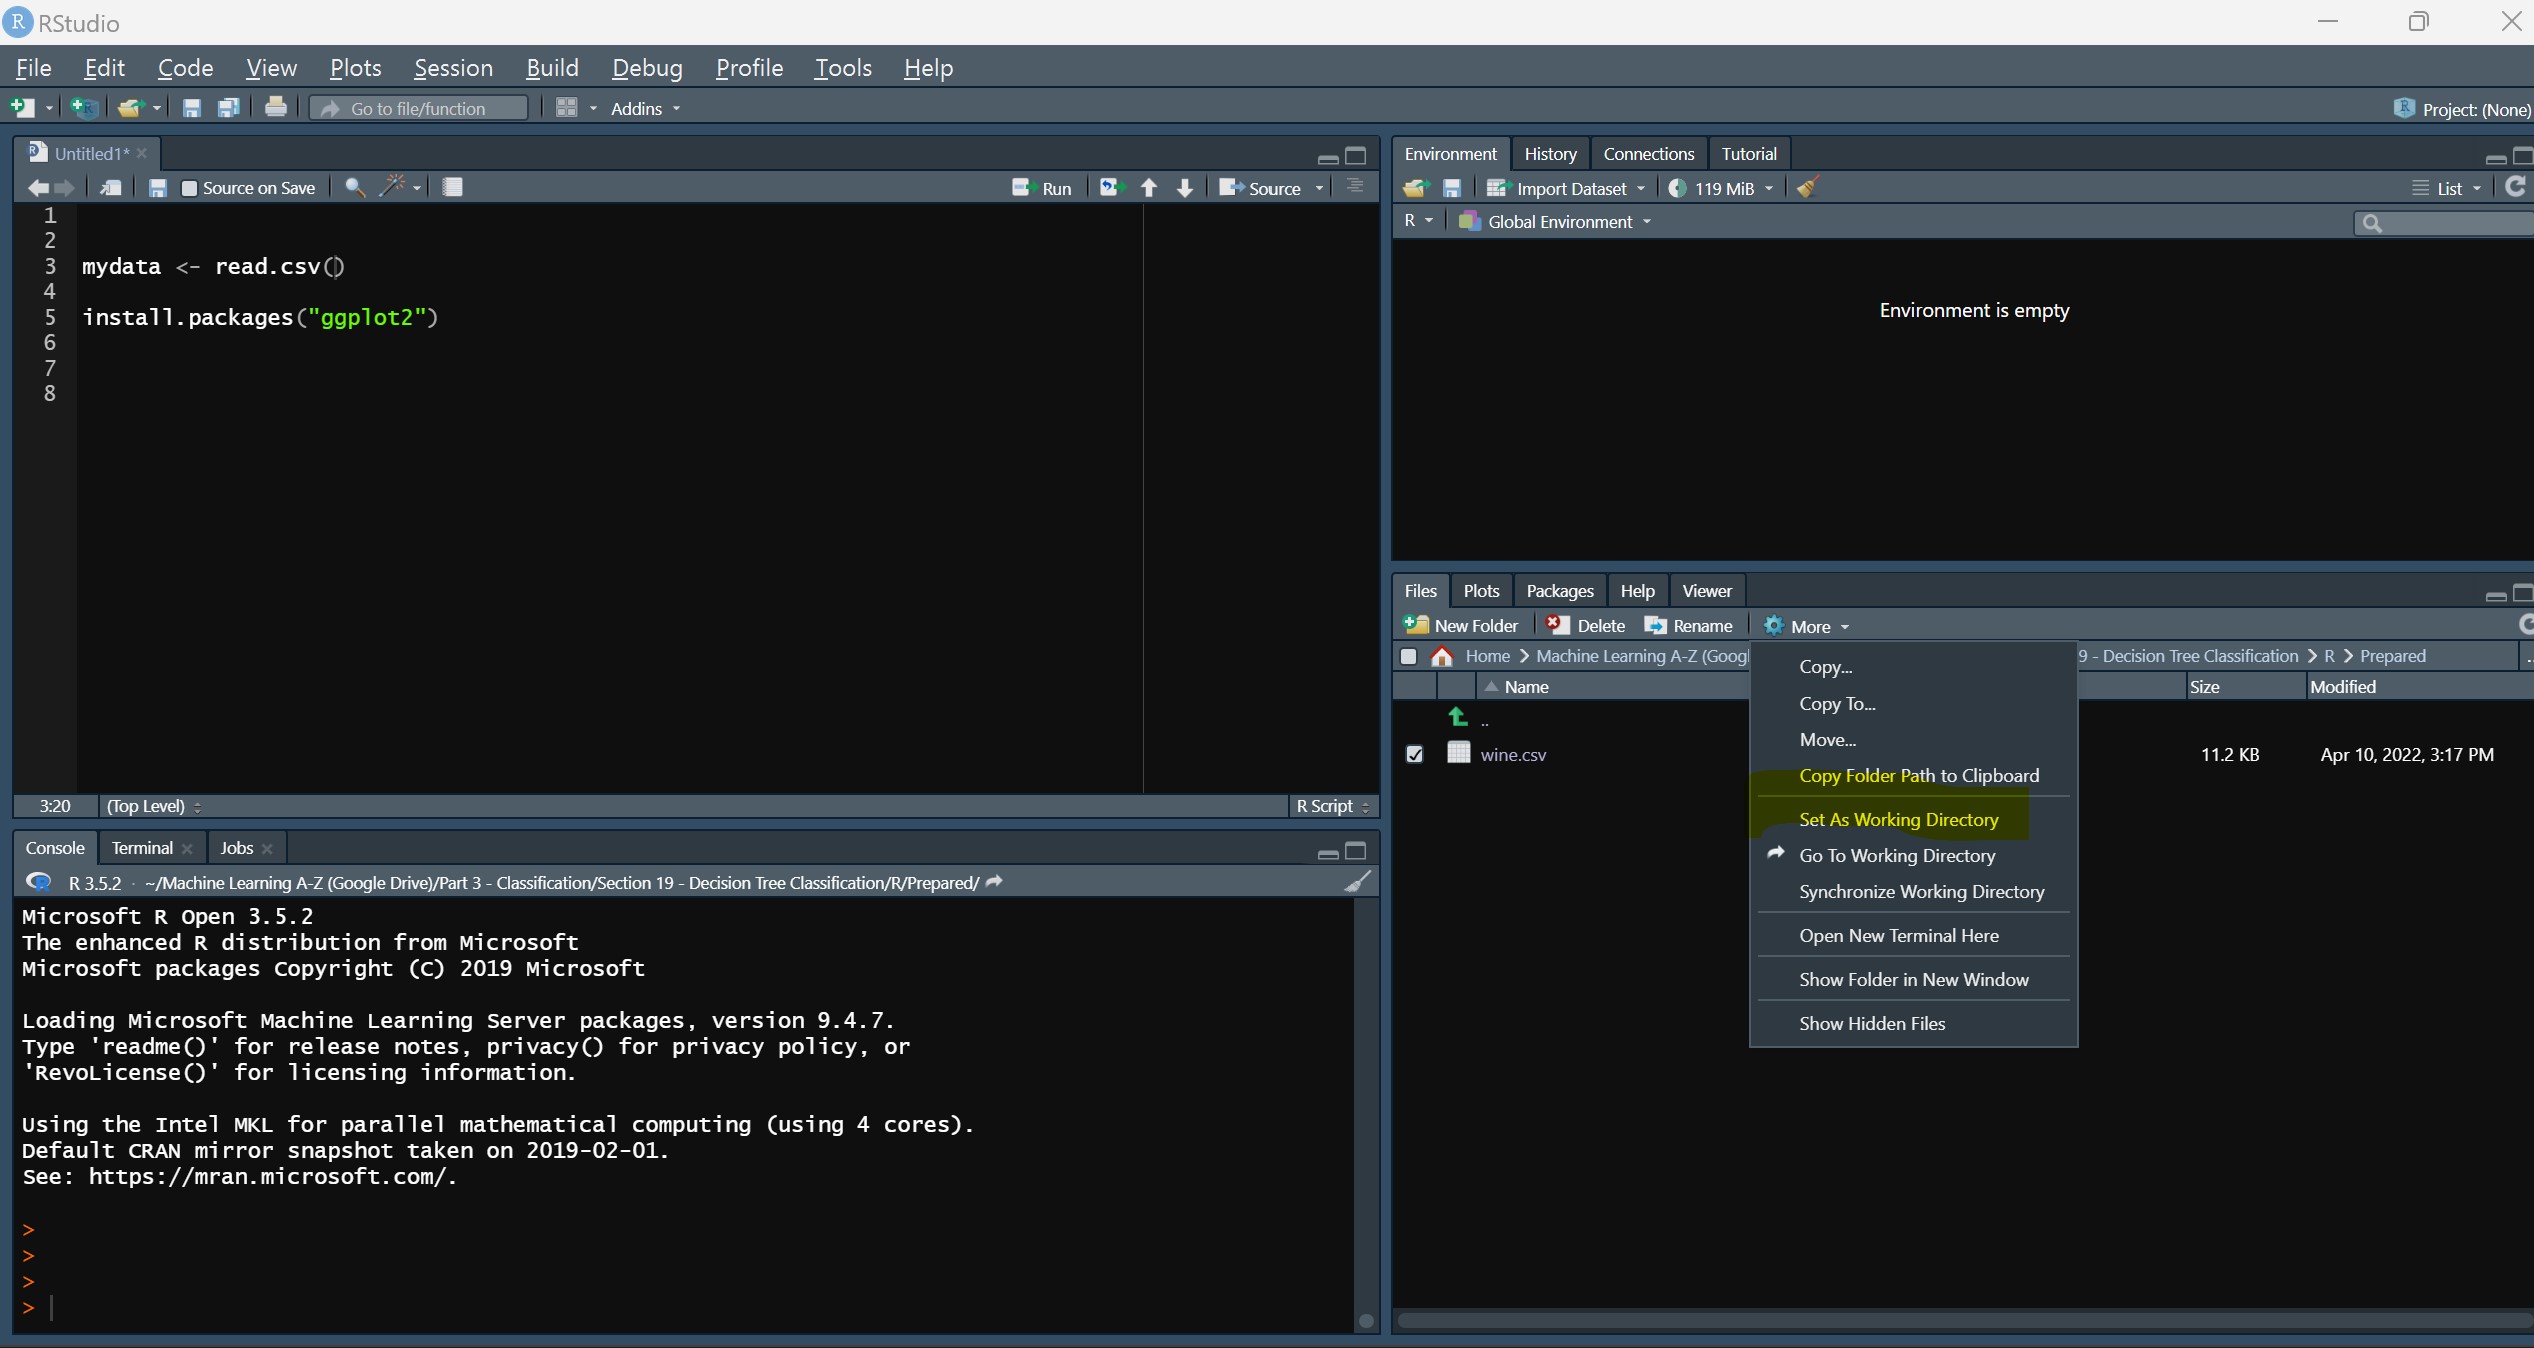 R RStudio
File Edit Code View Plots Session Build Debug Profile Tools Help
Go to file/function Addins
R Project: (None)
Untitled1*
Source on Save Run Source
1
2
3 mydata <- read.csv()
4
5 install.packages("ggplot2")
6
7
8
3:20 (Top Level) R Script
Console Terminal Jobs
R 3.5.2 · ~/Machine Learning A-Z (Google Drive)/Part 3 - Classification/Section 19 - Decision Tree Classification/R/Prepared/
Microsoft R Open 3.5.2
The enhanced R distribution from Microsoft
Microsoft packages Copyright (C) 2019 Microsoft
Loading Microsoft Machine Learning Server packages, version 9.4.7.
Type 'readme()' for release notes, privacy() for privacy policy, or
'RevoLicense()' for licensing information.
Using the Intel MKL for parallel mathematical computing (using 4 cores).
Default CRAN mirror snapshot taken on 2019-02-01.
See: https://mran.microsoft.com/.
>
>
>
>
Environment History Connections Tutorial
Import Dataset 119 MiB List
R Global Environment
Environment is empty
Files Plots Packages Help Viewer
New Folder Delete Rename More
Home > Machine Learning A-Z (Googl 9 - Decision Tree Classification > R > Prepared ..
Name Size Modified
..
wine.csv 11.2 KB Apr 10, 2022, 3:17 PM
Copy...
Copy To...
Move...
Copy Folder Path to Clipboard
Set As Working Directory
Go To Working Directory
Synchronize Working Directory
Open New Terminal Here
Show Folder in New Window
Show Hidden Files